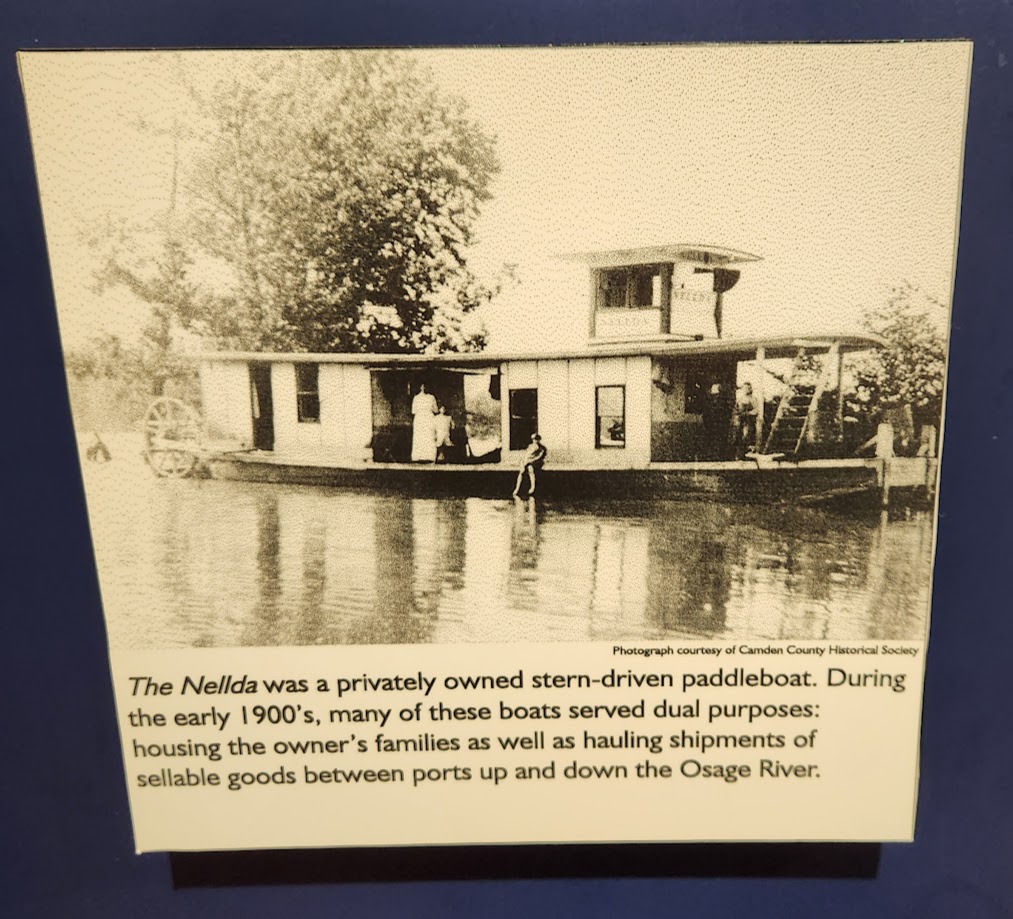 NELLDA
Photograph courtesy of Camden County Historical Society
The Nellda was a privately owned stern-driven paddleboat. During
the early 1900's, many of these boats served dual purposes:
housing the owner's families as well as hauling shipments of
sellable goods between ports up and down the Osage River.